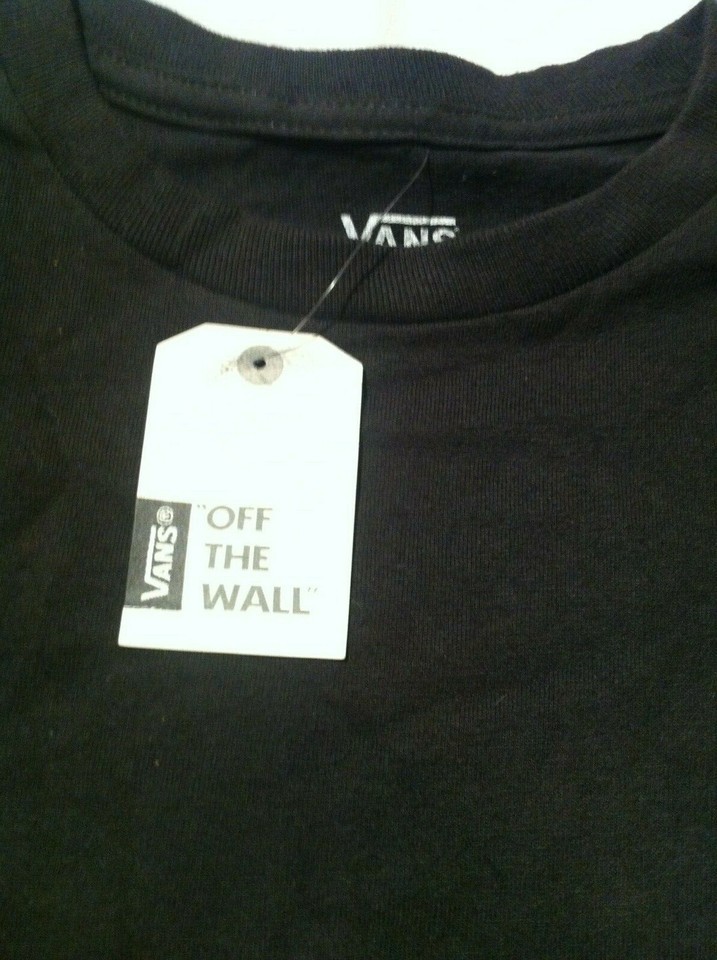 VANS
VANS®
"OFF
THE
WALL"